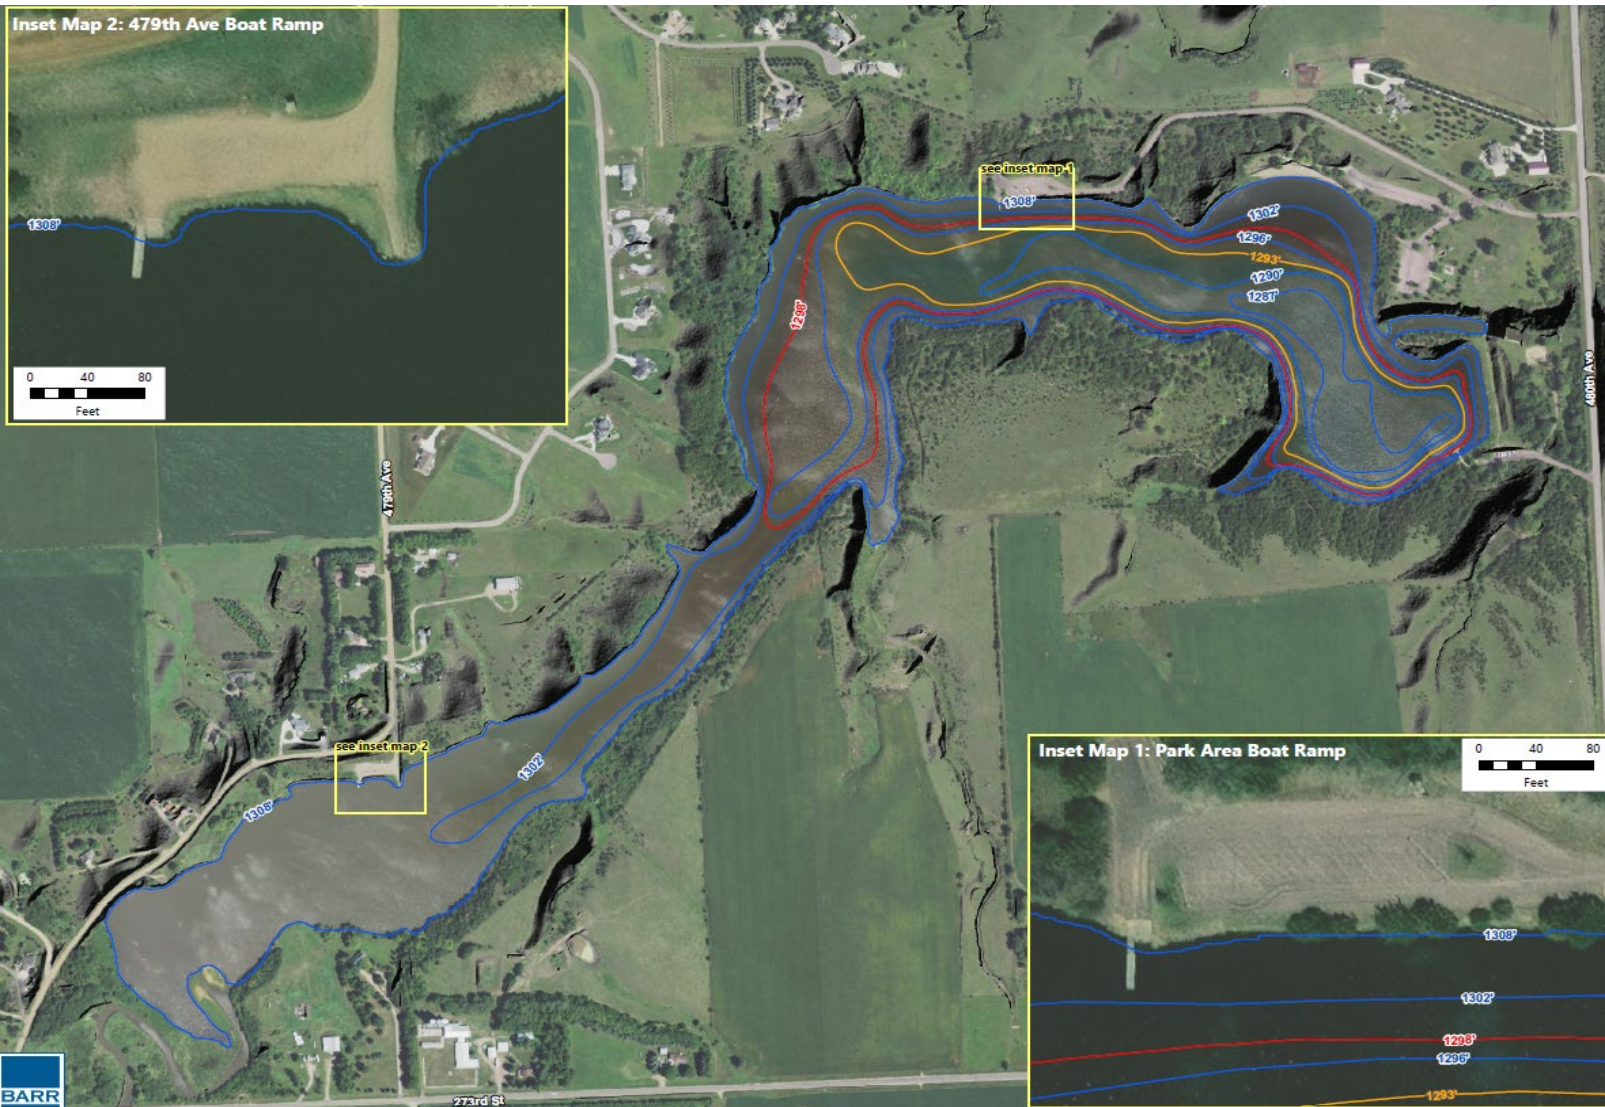 Inset Map 2: 479th Ave Boat Ramp
1308'
0 40 80
Feet
see inset map 1
1308'
1302'
1296'
1293'
1290'
1287'
1298'
480th Ave
479th Ave
see inset map 2
1302'
1308'
Inset Map 1: Park Area Boat Ramp
0 40 80
Feet
1308'
1302'
1298'
1296'
1293'
BARR
273rd St